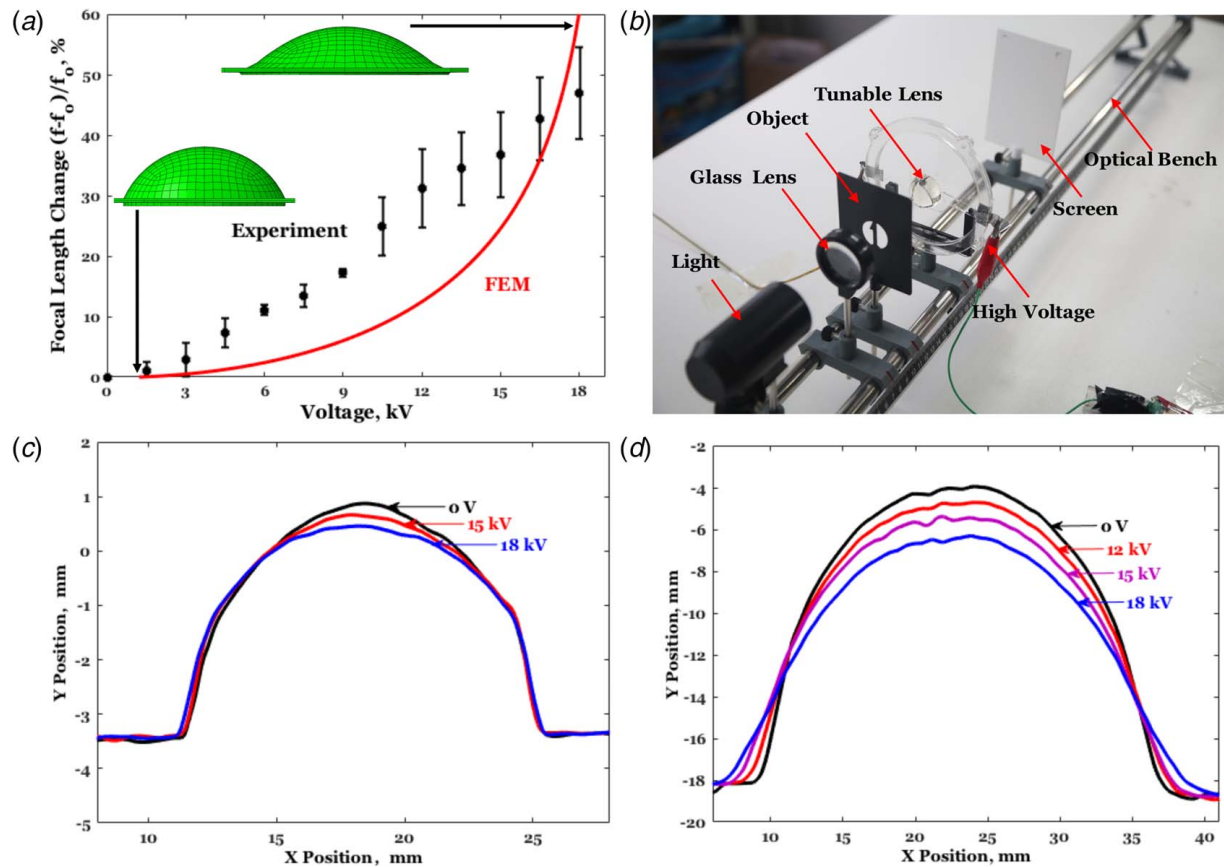 (a)
60
50
40
30
20
10
0
Focal Length Change (f-fo)/fo, %
Experiment
FEM
0 3 6 9 12 15 18
Voltage, kV
(b)
Tunable Lens
Object
Glass Lens
Light
Optical Bench
Screen
High Voltage
(c)
2
1
0
-1
-2
-3
-4
-5
Y Position, mm
0 V
15 kV
18 kV
10 15 20 25
X Position, mm
(d)
-2
-4
-6
-8
-10
-12
-14
-16
-18
-20
Y Position, mm
0 V
12 kV
15 kV
18 kV
10 15 20 25 30 35 40
X Position, mm